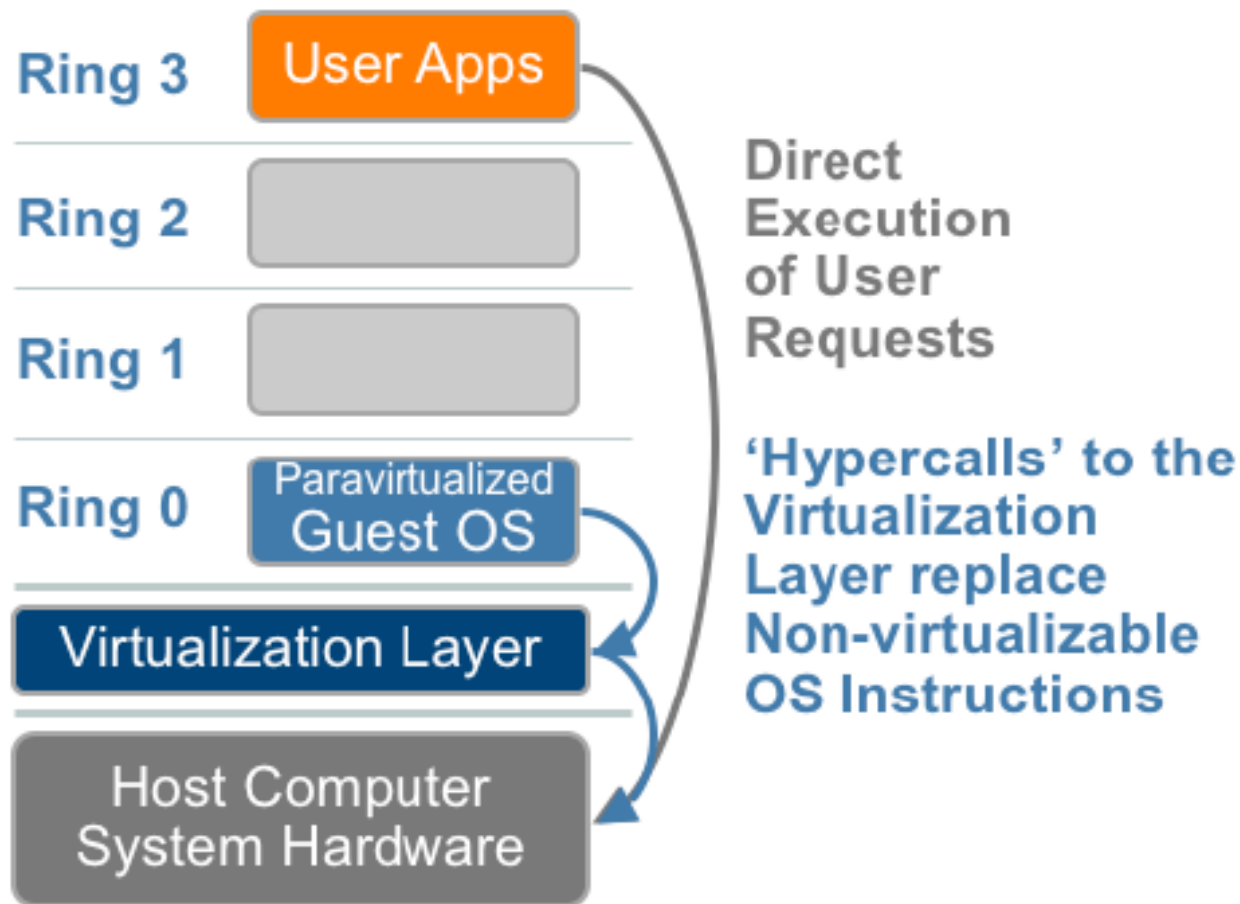 Ring 3
User Apps
Ring 2
Ring 1
Ring 0
Paravirtualized
Guest OS
Virtualization Layer
Host Computer
System Hardware
Direct
Execution
of User
Requests
‘Hypercalls’ to the
Virtualization
Layer replace
Non-virtualizable
OS Instructions